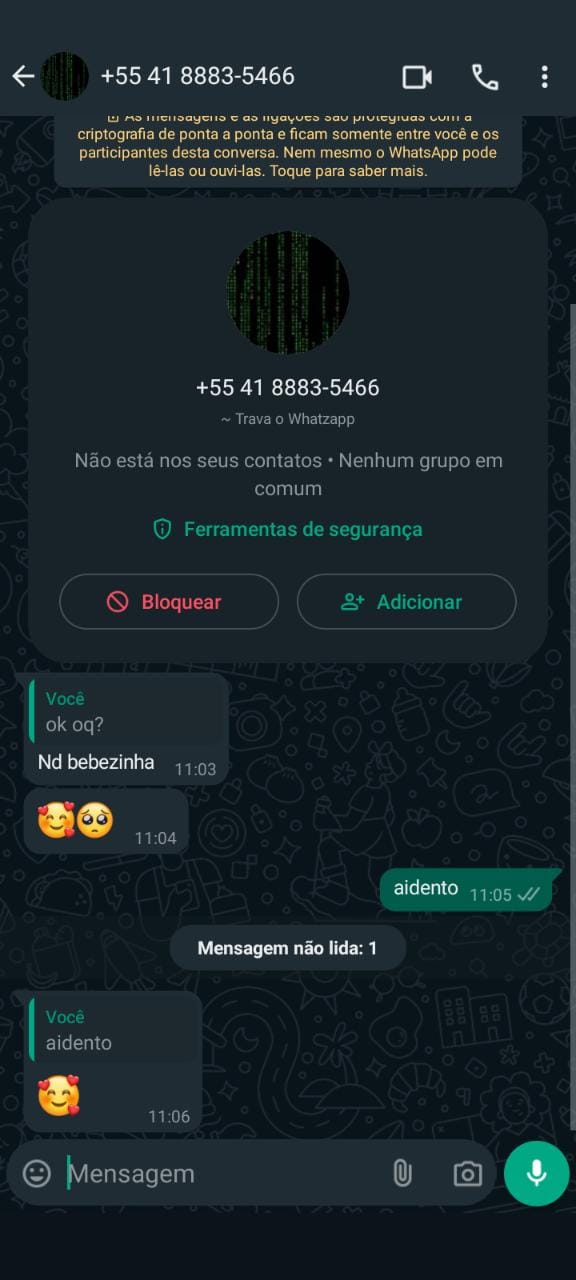 +55 41 8883-5466
As mensagens e as ligações são protegidas com a
criptografia de ponta a ponta e ficam somente entre você e os
participantes desta conversa. Nem mesmo o WhatsApp pode
lê-las ou ouvi-las. Toque para saber mais.
+55 41 8883-5466
~ Trava o Whatzapp
Não está nos seus contatos • Nenhum grupo em
comum
Ferramentas de segurança
Bloquear
Adicionar
Você
ok oq?
Nd bebezinha 11:03
🥰🥺 11:04
aidento 11:05
Mensagem não lida: 1
Você
aidento
🥰 11:06
Mensagem